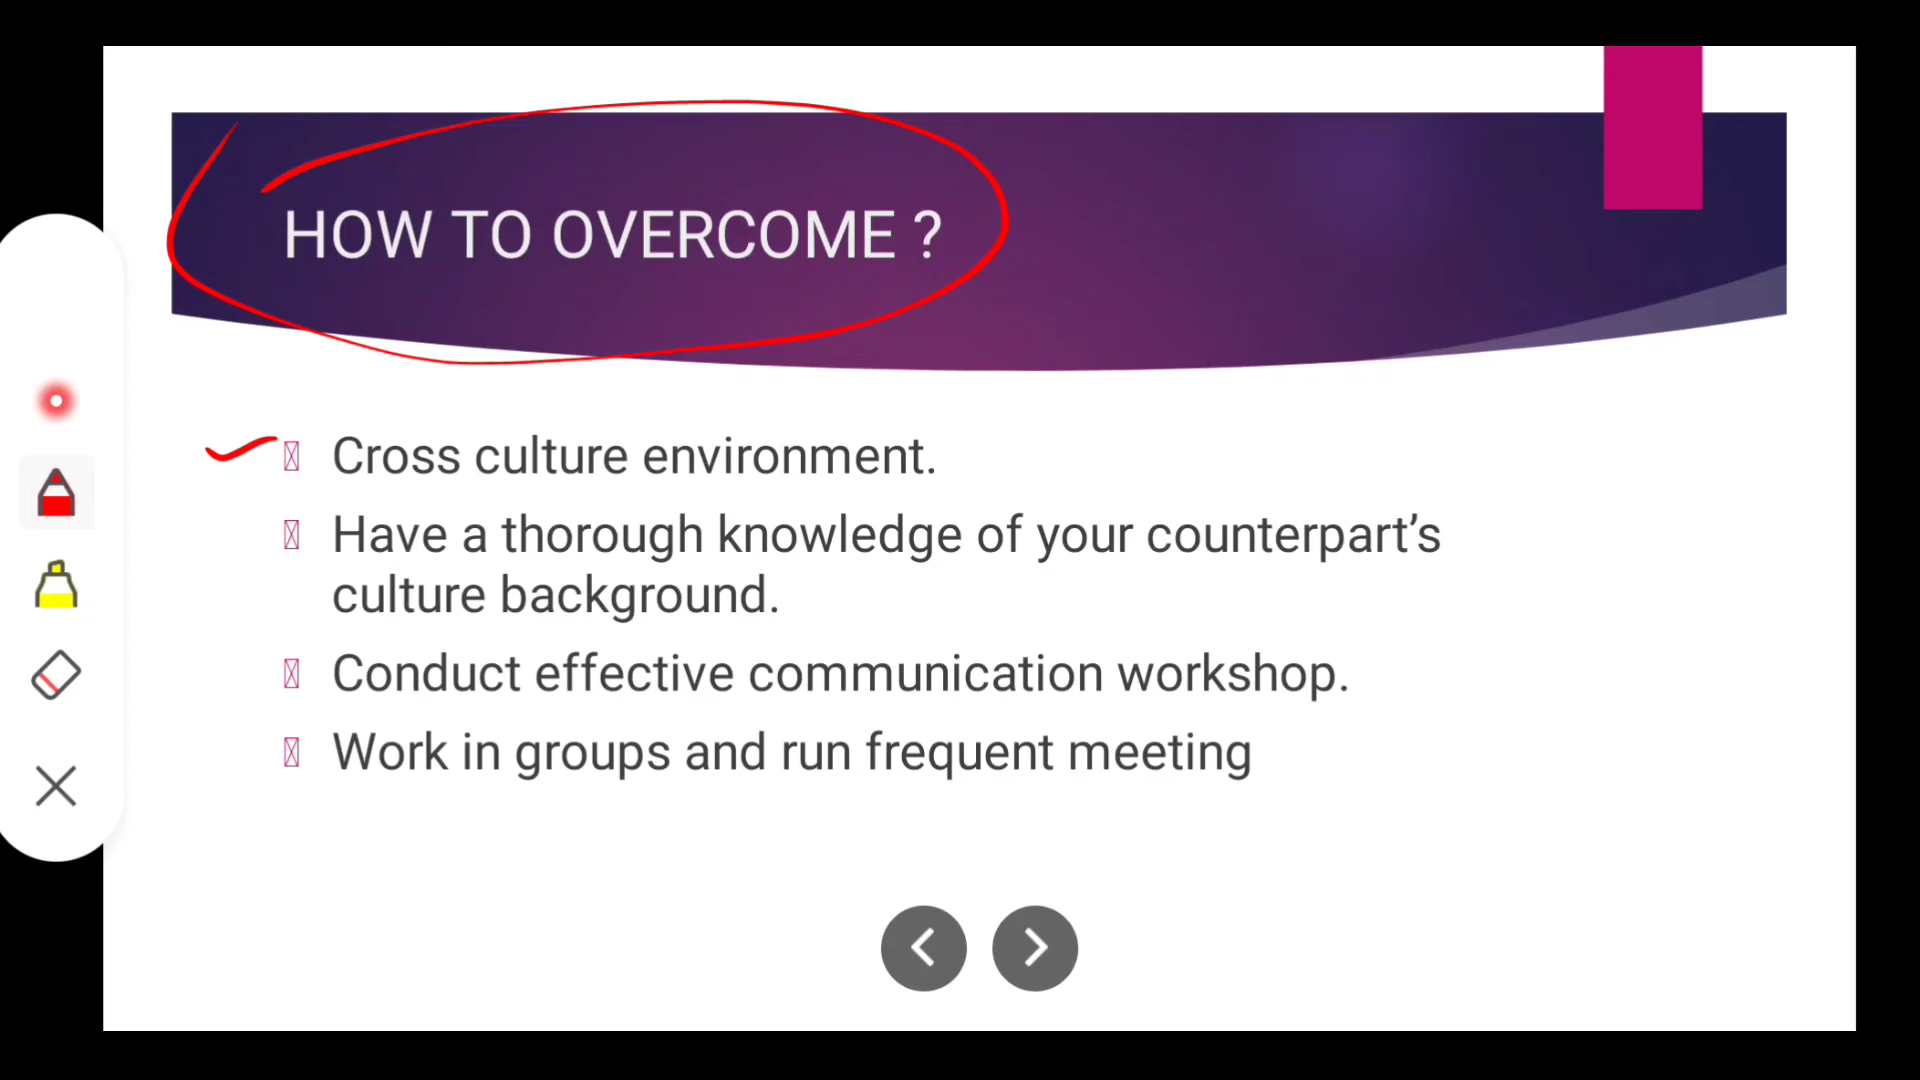 HOW TO OVERCOME ?
Cross culture environment.
Have a thorough knowledge of your counterpart’s
culture background.
Conduct effective communication workshop.
Work in groups and run frequent meeting